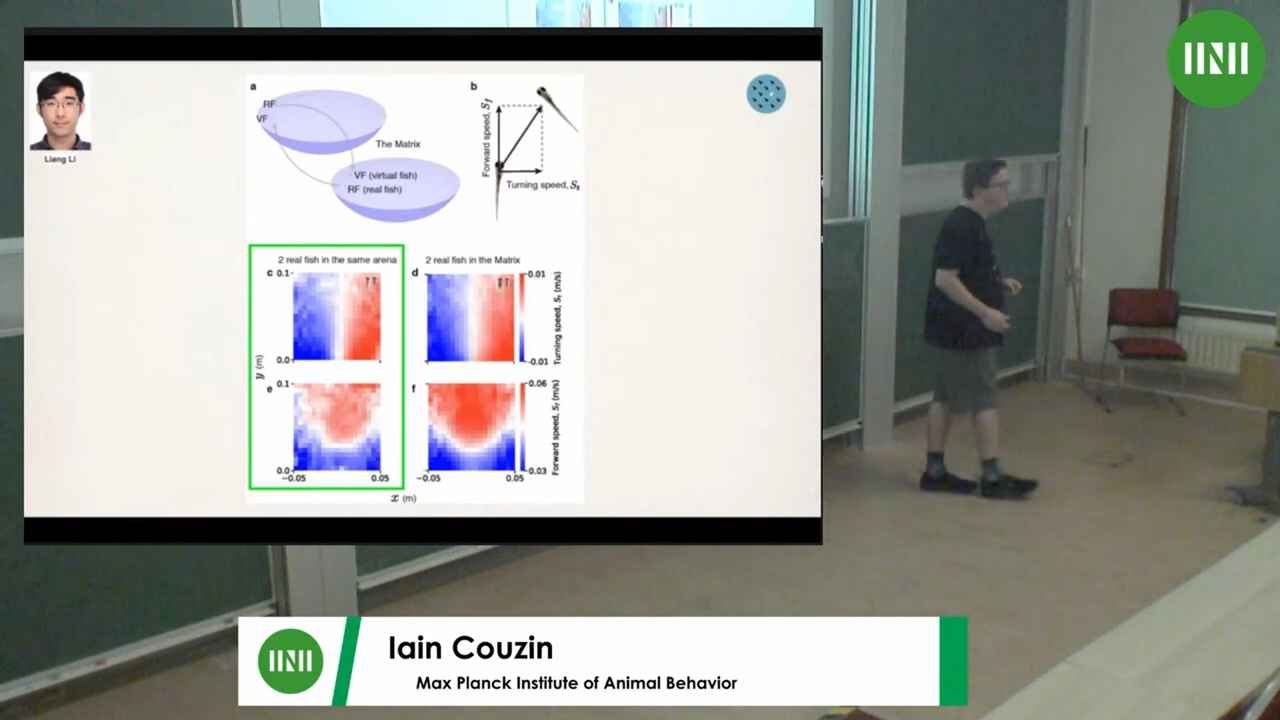 Liang Li
a
b
RF
VF
The Matrix
VF (virtual fish)
RF (real fish)
Forward speed, Sf
Turning speed, St
2 real fish in the same arena
2 real fish in the Matrix
c
0.1
d
0.01
0.0
-0.01
Turning speed, St (m/s)
y (m)
e
0.1
f
0.06
0.0
0.03
Forward speed, Sf (m/s)
−0.05
0.05
−0.05
0.05
x (m)
Iain Couzin
Max Planck Institute of Animal Behavior